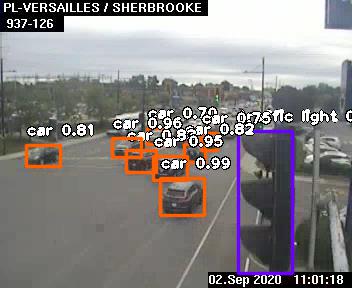 PL-VERSAILLES / SHERBROOKE
937-126
car 0.70
car 0.96
car 0.82
car 0.81
car 0.95
car 0.99
02.Sep 2020 11:01:18